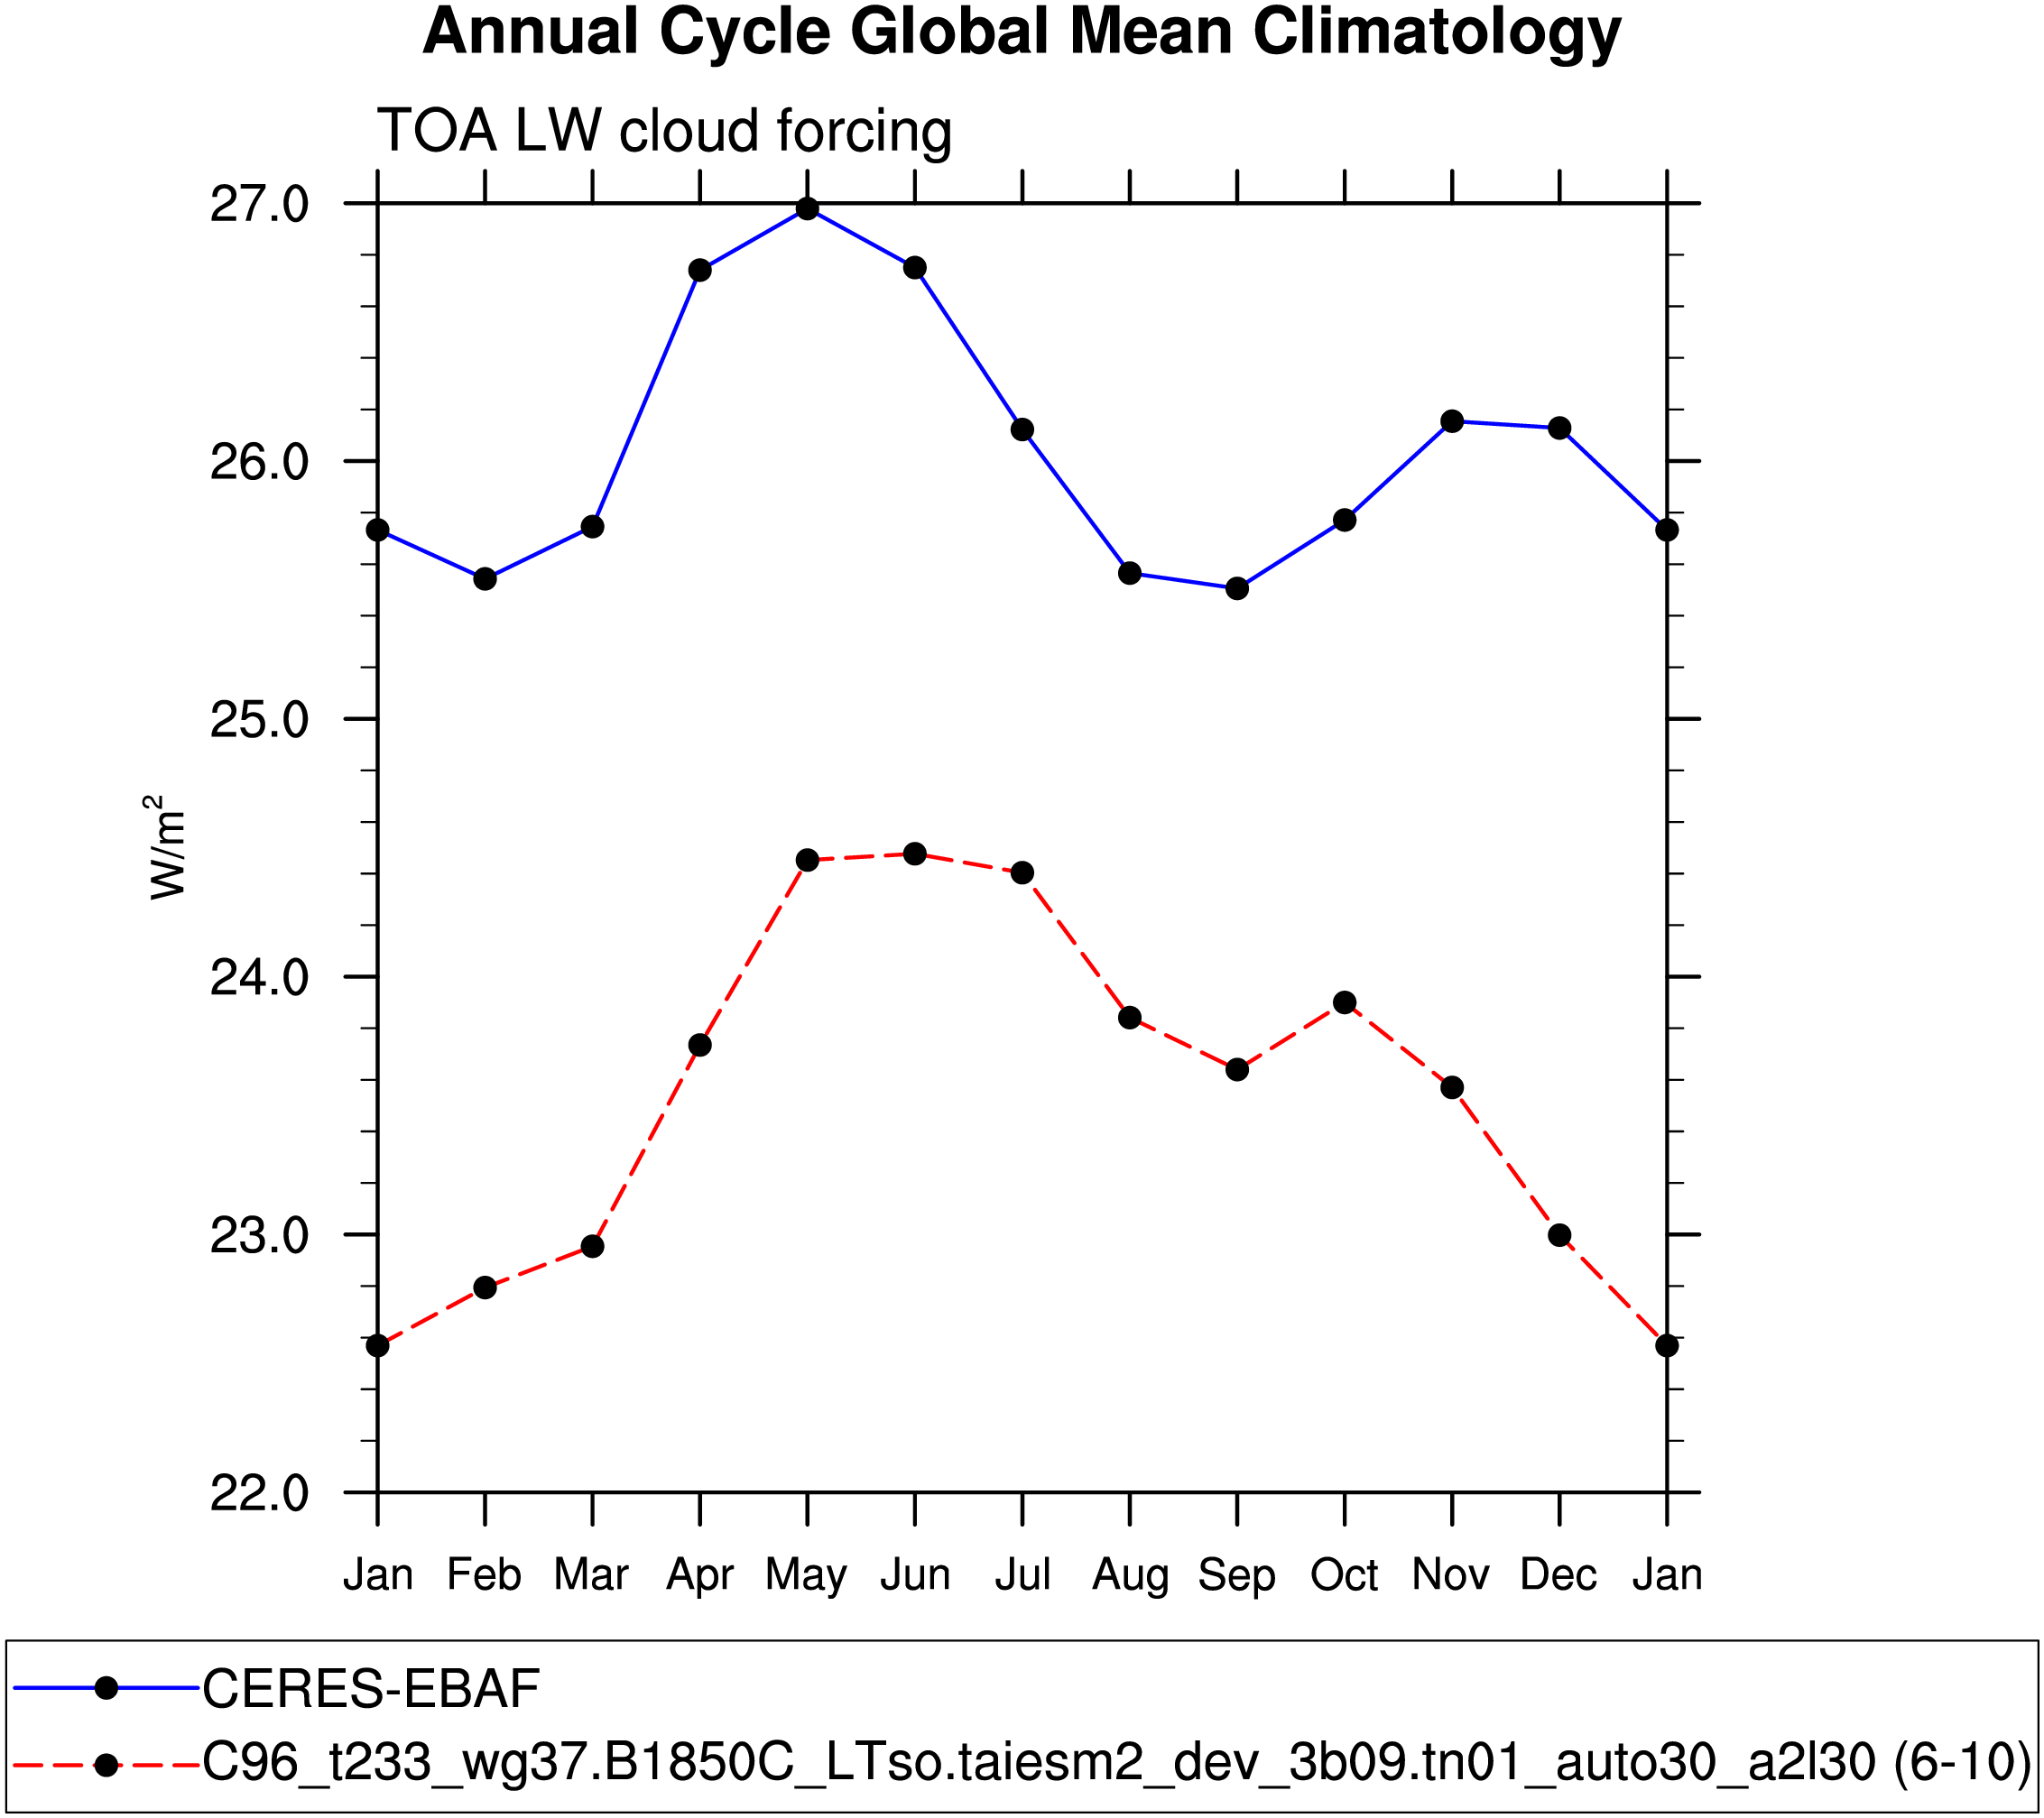 Annual Cycle Global Mean Climatology
TOA LW cloud forcing
27.0
26.0
25.0
24.0
23.0
22.0
W/m²
Jan Feb Mar Apr May Jun Jul Aug Sep Oct Nov Dec Jan
CERES-EBAF
C96_t233_wg37.B1850C_LTso.taiesm2_dev_3b09.tn01_auto30_a2l30 (6-10)